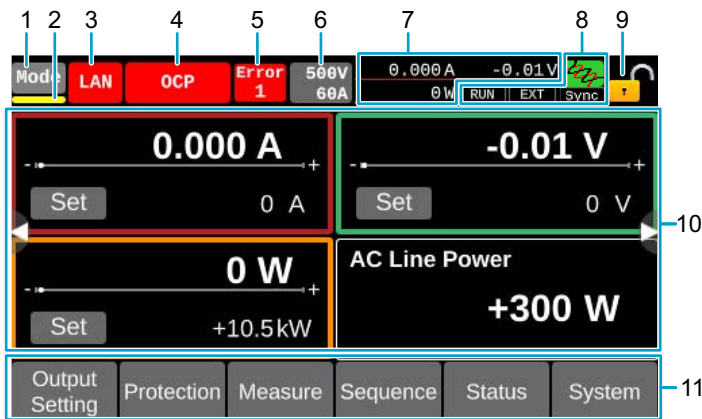 1 2 3 4 5 6 7 8 9
Mode LAN OCP Error 1 500V 60A
0.000 A -0.01 V
0 W RUN EXT Sync
0.000 A
- +
Set 0 A
-0.01 V
- +
Set 0 V
10
0 W
- +
Set +10.5kW
AC Line Power
+300 W
Output Setting
Protection
Measure
Sequence
Status
System
11